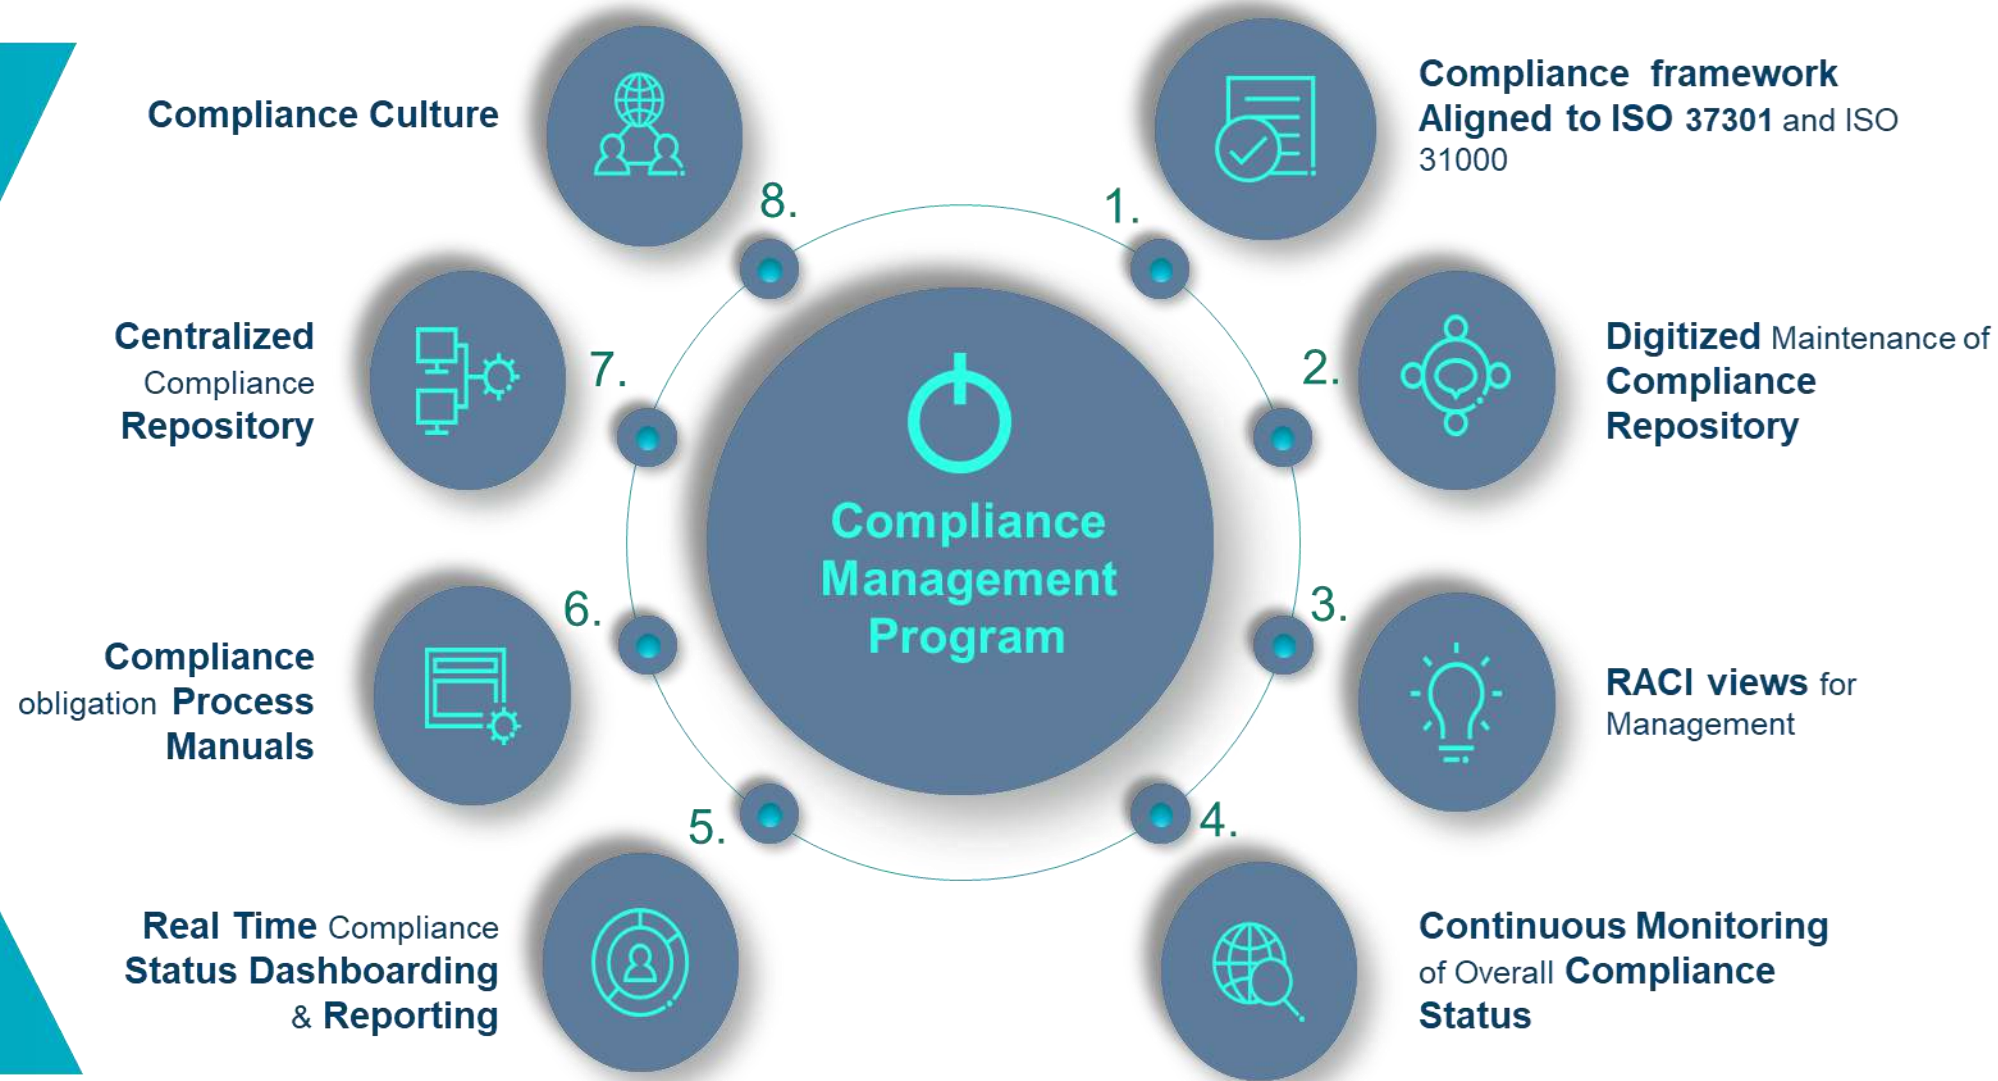 Compliance Management Program
1.
Compliance framework
Aligned to ISO 37301 and ISO
31000
2.
Digitized Maintenance of
Compliance
Repository
3.
RACI views for
Management
4.
Continuous Monitoring
of Overall Compliance
Status
5.
Real Time Compliance
Status Dashboarding
& Reporting
6.
Compliance
obligation Process
Manuals
7.
Centralized
Compliance
Repository
8.
Compliance Culture